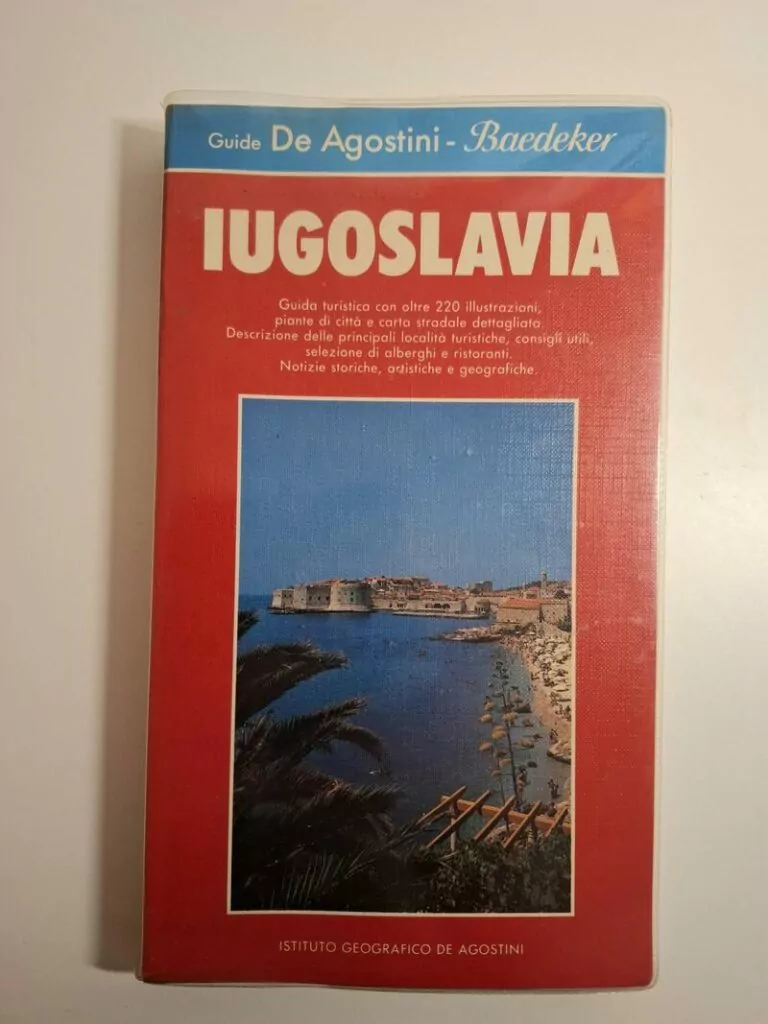 Guide De Agostini - Baedeker
IUGOSLAVIA
Guida turistica con oltre 220 illustrazioni,
piante di città e carta stradale dettagliata.
Descrizione delle principali località turistiche, consigli utili,
selezione di alberghi e ristoranti.
Notizie storiche, artistiche e geografiche.
ISTITUTO GEOGRAFICO DE AGOSTINI